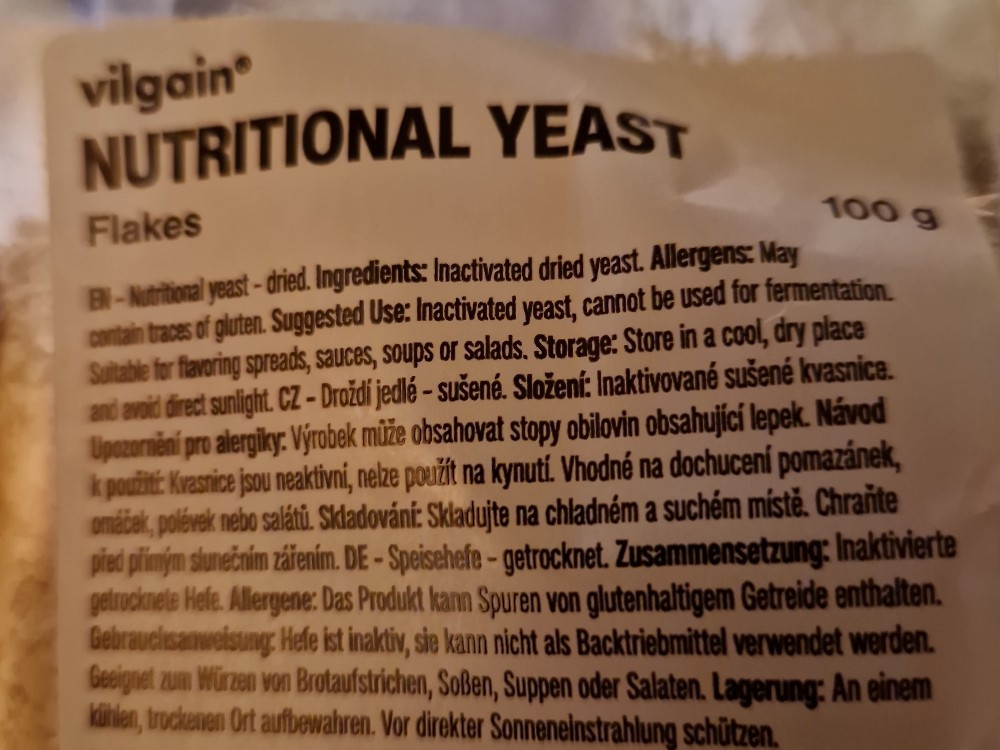 vilgain®
NUTRITIONAL YEAST
Flakes
100 g
EN - Nutritional yeast - dried. Ingredients: Inactivated dried yeast. Allergens: May
contain traces of gluten. Suggested Use: Inactivated yeast, cannot be used for fermentation.
Suitable for flavoring spreads, sauces, soups or salads. Storage: Store in a cool, dry place
and avoid direct sunlight. CZ - Droždí jedlé - sušené. Složení: Inaktivované sušené kvasnice.
Upozornění pro alergiky: Výrobek může obsahovat stopy obilovin obsahující lepek. Návod
k použití: Kvasnice jsou neaktivní, nelze použít na kynutí. Vhodné na dochucení pomazánek,
omáček, polévek nebo salátů. Skladování: Skladujte na chladném a suchém místě. Chraňte
před přímým slunečním zářením. DE - Speisehefe - getrocknet. Zusammensetzung: Inaktivierte
getrocknete Hefe. Allergene: Das Produkt kann Spuren von glutenhaltigem Getreide enthalten.
Gebrauchsanweisung: Hefe ist inaktiv, sie kann nicht als Backtriebmittel verwendet werden.
Geeignet zum Würzen von Brotaufstrichen, Soßen, Suppen oder Salaten. Lagerung: An einem
kühlen, trockenen Ort aufbewahren. Vor direkter Sonneneinstrahlung schützen.